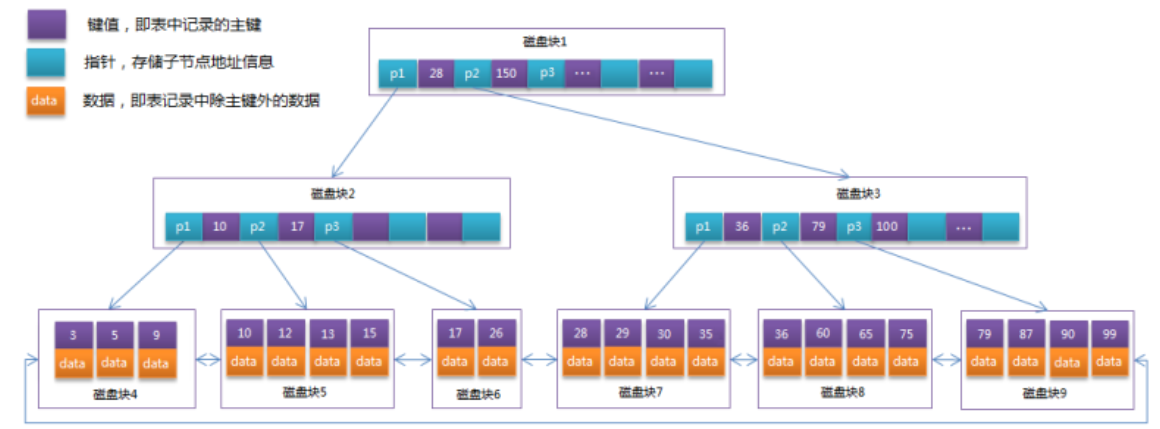 键值，即表中记录的主键
指针，存储子节点地址信息
data 数据，即表记录中除主键外的数据
磁盘块1
p1 28 p2 150 p3 ··· ···
磁盘块2
p1 10 p2 17 p3
磁盘块3
p1 36 p2 79 p3 100 ···
3 5 9
data data data
磁盘块4
10 12 13 15
data data data data
磁盘块5
17 26
data data
磁盘块6
28 29 30 35
data data data data
磁盘块7
36 60 65 75
data data data data
磁盘块8
79 87 90 99
data data data data
磁盘块9